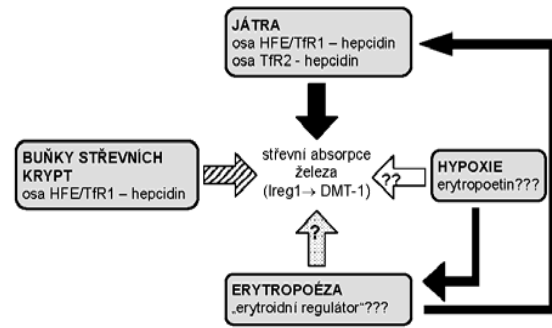 JÁTRA
osa HFE/TfR1 – hepcidin
osa TfR2 - hepcidin
BUŇKY STŘEVNÍCH
KRYPT
osa HFE/TfR1 – hepcidin
střevní absorpce
železa
(Ireg1→ DMT-1)
??
HYPOXIE
erytropoetin???
?
ERYTROPOÉZA
„erytroidní regulátor“???